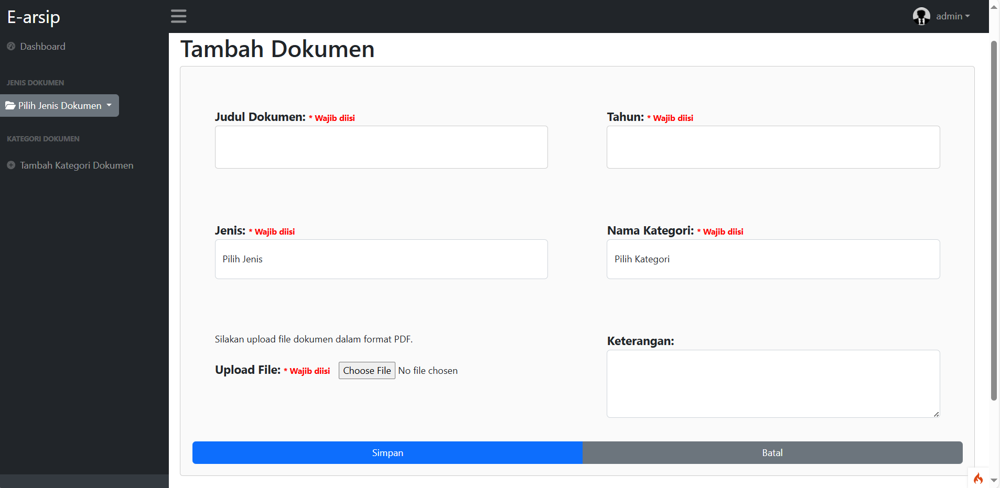 E-arsip
admin
Dashboard
JENIS DOKUMEN
Pilih Jenis Dokumen
KATEGORI DOKUMEN
Tambah Kategori Dokumen
Tambah Dokumen
Judul Dokumen: * Wajib diisi
Tahun: * Wajib diisi
Jenis: * Wajib diisi
Pilih Jenis
Nama Kategori: * Wajib diisi
Pilih Kategori
Silakan upload file dokumen dalam format PDF.
Upload File: * Wajib diisi Choose File No file chosen
Keterangan:
Simpan
Batal